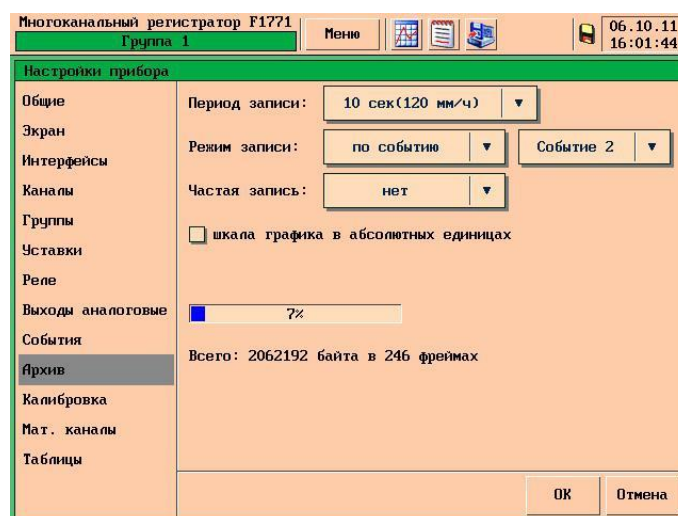 Многоканальный регистратор F1771
Группа 1
Меню
06.10.11
16:01:44
Настройки прибора
Общие
Экран
Интерфейсы
Каналы
Группы
Уставки
Реле
Выходы аналоговые
События
Архив
Калибровка
Мат. каналы
Таблицы
Период записи: 10 сек(120 мм/ч)
Режим записи: по событию Событие 2
Частая запись: нет
шкала графика в абсолютных единицах
7%
Всего: 2062192 байта в 246 фреймах
ОК Отмена